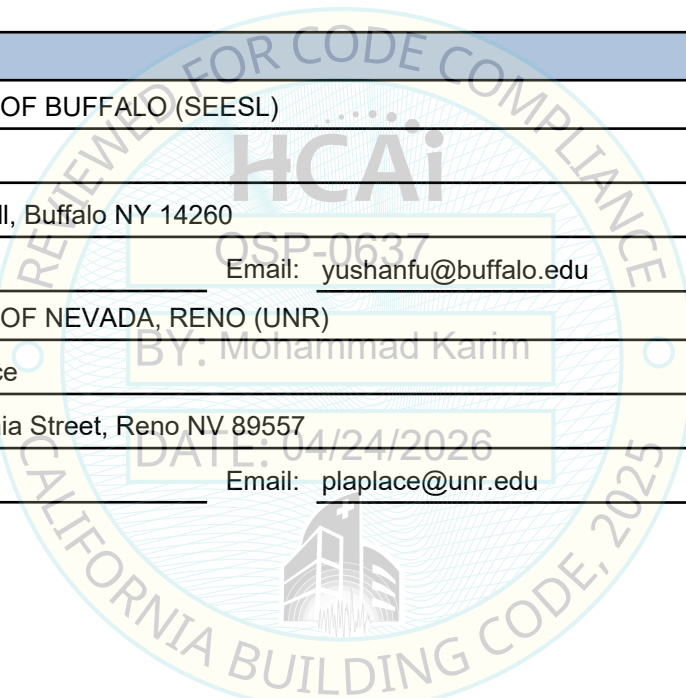 REVIEWED FOR CODE COMPLIANCE
OF BUFFALO (SEESL)
HCAi
ll, Buffalo NY 14260
OSP-0637
Email: yushanfu@buffalo.edu
OF NEVADA, RENO (UNR)
BY: Mohammad Karim
ce
nia Street, Reno NV 89557
DATE: 04/24/2026
Email: plaplace@unr.edu
CALIFORNIA BUILDING CODE, 2025